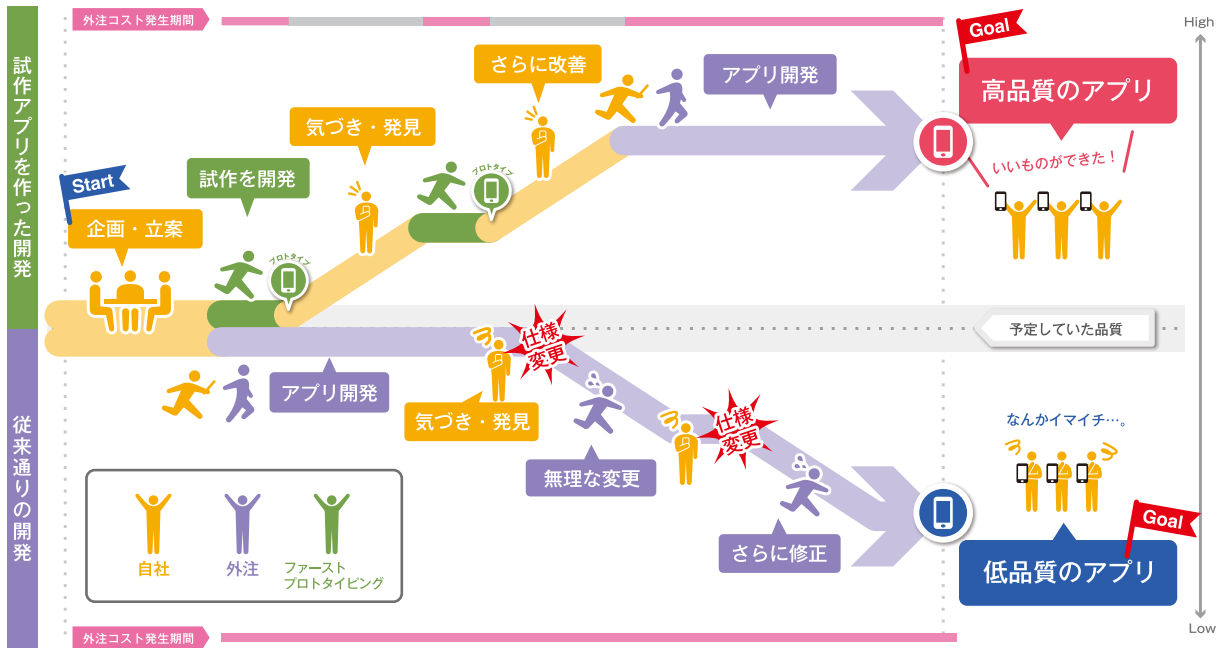 外注コスト発生期間
High
試作アプリを作った開発
Start
企画・立案
試作を開発
プロトタイプ
気づき・発見
プロトタイプ
さらに改善
アプリ開発
Goal
高品質のアプリ
いいものができた！
予定していた品質
従来通りの開発
アプリ開発
気づき・発見
仕様
変更
無理な変更
仕様
変更
さらに修正
なんかイマイチ…。
Goal
低品質のアプリ
自社
外注
ファースト
プロトタイピング
外注コスト発生期間
Low